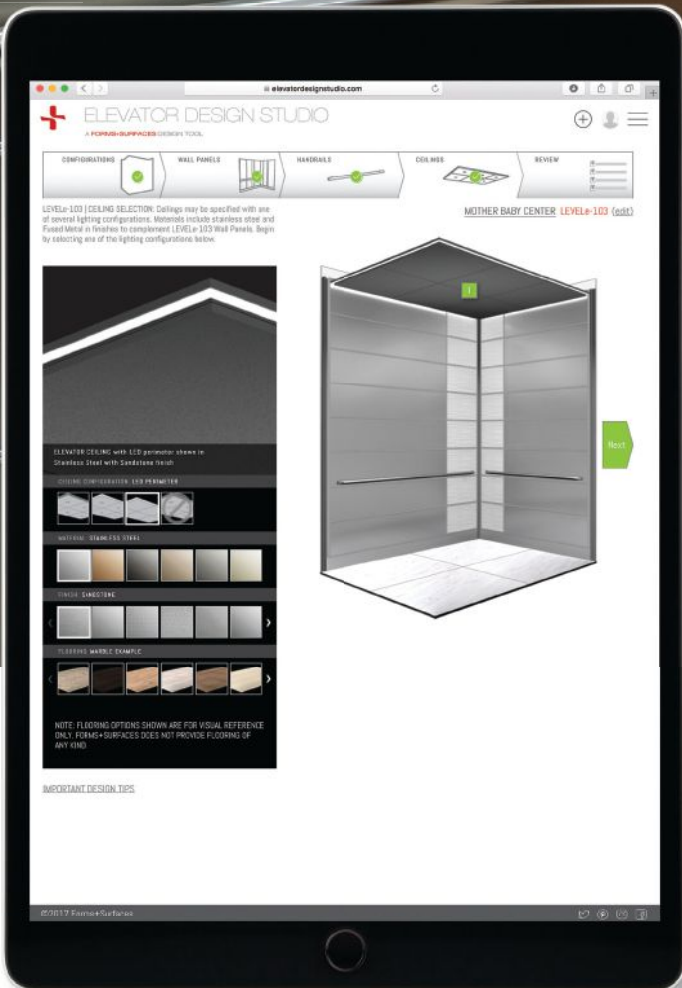 elevatordesignstudio.com
ELEVATOR DESIGN STUDIO
A FORMS+SURFACES DESIGN TOOL
CONFIGURATIONS
WALL PANELS
HANDRAILS
CEILINGS
REVIEW
LEVELe-103 | CEILING SELECTION: Ceilings may be specified with one
of several lighting configurations. Materials include stainless steel and
Fused Metal in finishes to complement LEVELe-103 Wall Panels. Begin
by selecting one of the lighting configurations below.
MOTHER BABY CENTER LEVELe-103 (edit)
1
Next
ELEVATOR CEILING with LED perimeter shown in
Stainless Steel with Sandstone finish
CEILING CONFIGURATION: LED PERIMETER
MATERIAL: STAINLESS STEEL
FINISH: SANDSTONE
FLOORING: MARBLE EXAMPLE
NOTE: FLOORING OPTIONS SHOWN ARE FOR VISUAL REFERENCE
ONLY. FORMS+SURFACES DOES NOT PROVIDE FLOORING OF
ANY KIND.
IMPORTANT DESIGN TIPS
©2017 Forms+Surfaces